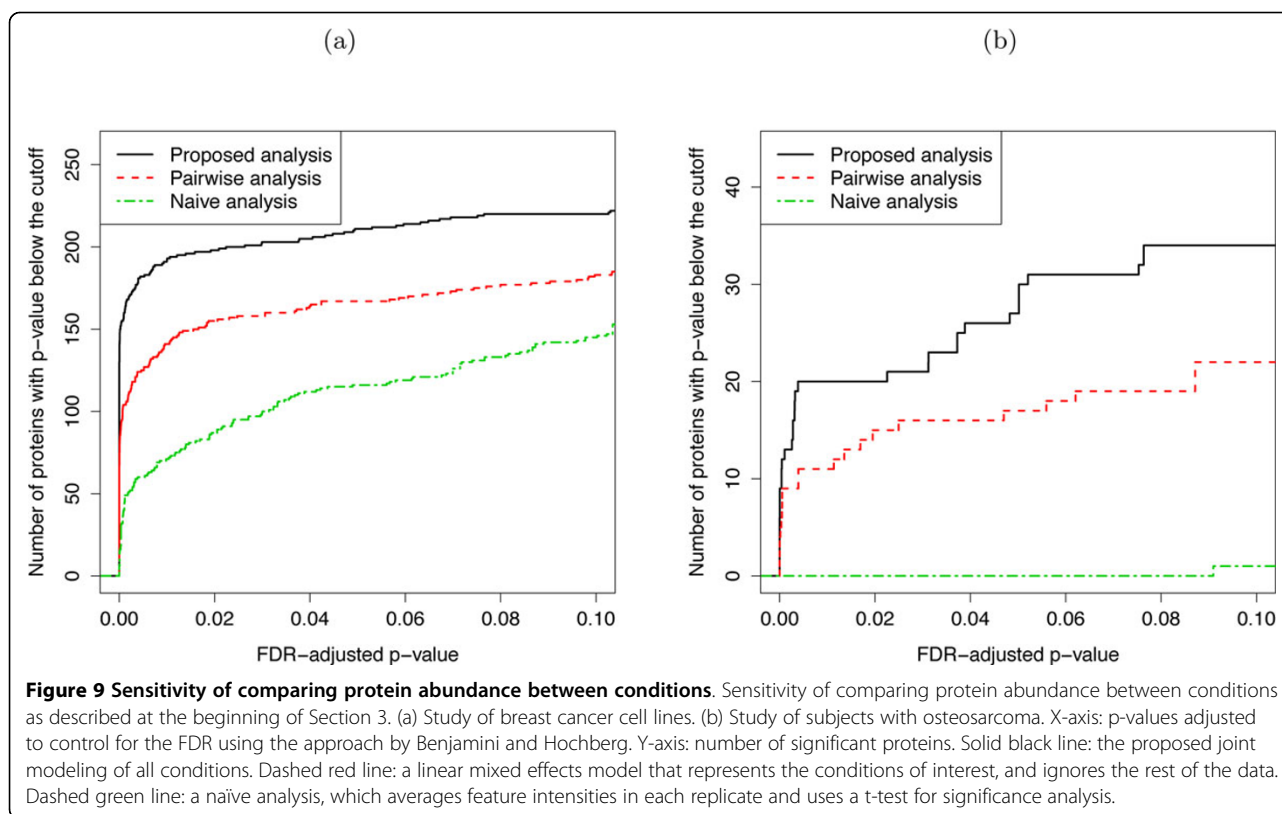 (a)
Number of proteins with p-value below the cutoff
250
200
150
100
50
0
Proposed analysis
Pairwise analysis
Naive analysis
0.00 0.02 0.04 0.06 0.08 0.10
FDR-adjusted p-value
(b)
Number of proteins with p-value below the cutoff
40
30
20
10
0
Proposed analysis
Pairwise analysis
Naive analysis
0.00 0.02 0.04 0.06 0.08 0.10
FDR-adjusted p-value
Figure 9 Sensitivity of comparing protein abundance between conditions. Sensitivity of comparing protein abundance between conditions
as described at the beginning of Section 3. (a) Study of breast cancer cell lines. (b) Study of subjects with osteosarcoma. X-axis: p-values adjusted
to control for the FDR using the approach by Benjamini and Hochberg. Y-axis: number of significant proteins. Solid black line: the proposed joint
modeling of all conditions. Dashed red line: a linear mixed effects model that represents the conditions of interest, and ignores the rest of the data.
Dashed green line: a naïve analysis, which averages feature intensities in each replicate and uses a t-test for significance analysis.